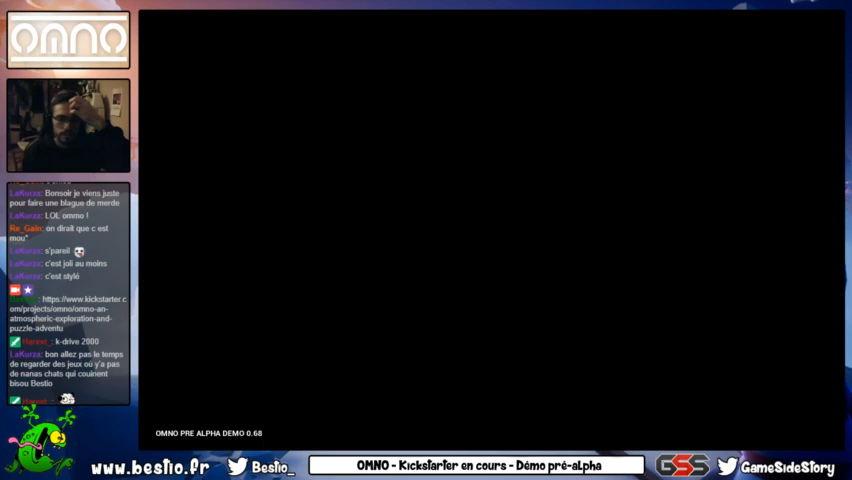 OMNO
LaKurza: Bonsoir je viens juste
pour faire une blague de merde
LaKurza: LOL ommo !
Re_Gain: on dirait que c est
mou"
LaKurza: s'pareil
LaKurza: c'est joli au moins
LaKurza: c'est stylé
: https://www.kickstarter.c
om/projects/omno/omno-an-
atmospheric-exploration-and-
puzzle-adventu
: k-drive 2000
LaKurza: bon allez pas le temps
de regarder des jeux où y'a pas
de nanas chats qui couinent
bisou Bestio
OMNO PRE ALPHA DEMO 0.68
www.bestio.fr
Bestio_
OMNO - Kickstarter en cours - Démo pré-alpha
GSS
GameSideStory